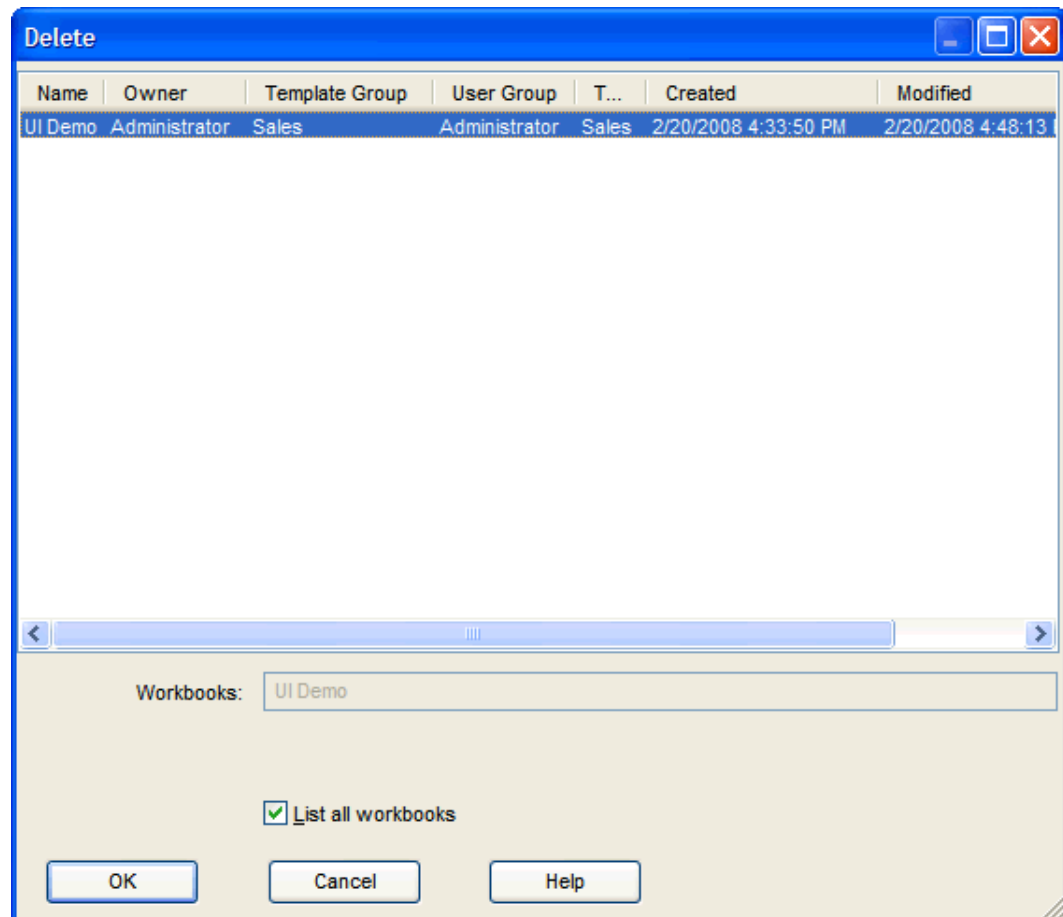 Delete
Name Owner Template Group User Group T... Created Modified
UI Demo Administrator Sales Administrator Sales 2/20/2008 4:33:50 PM 2/20/2008 4:48:13
Workbooks: UI Demo
List all workbooks
OK Cancel Help